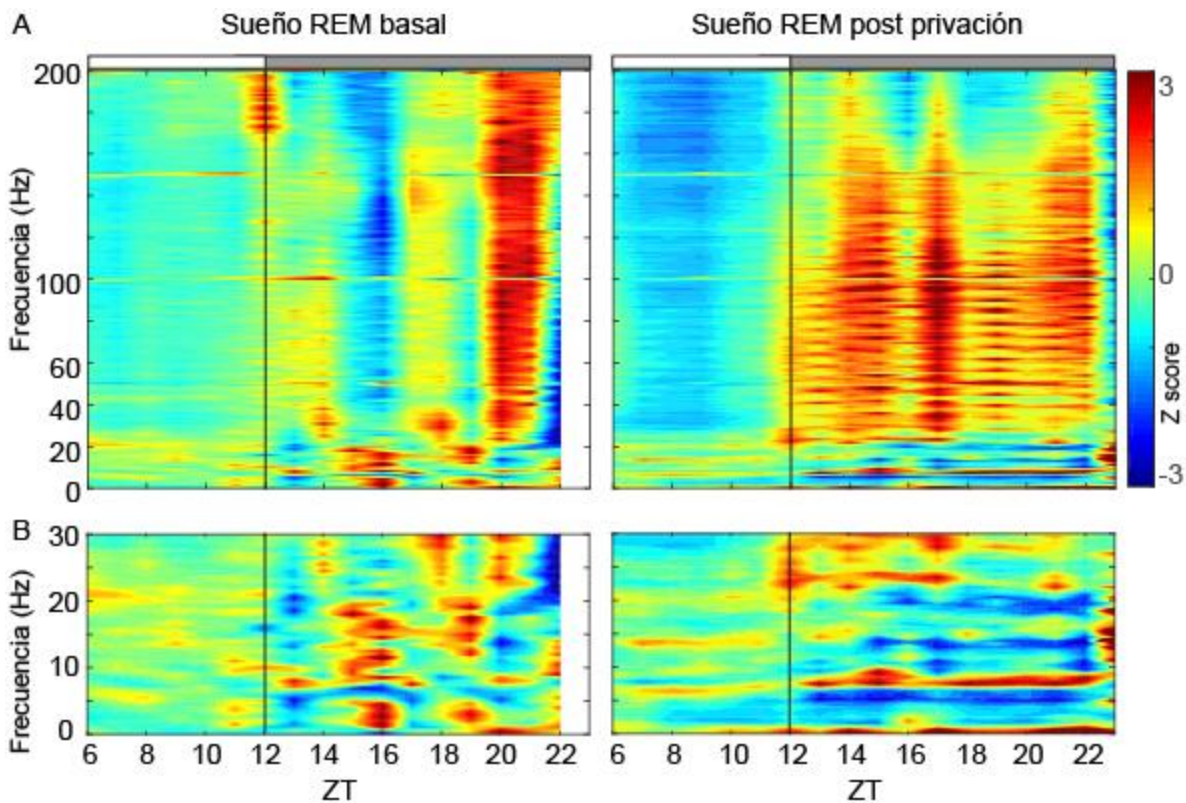 A
Sueño REM basal
Sueño REM post privación
200
100
60
40
20
0
Frecuencia (Hz)
3
0
-3
Z score
B
30
20
10
0
Frecuencia (Hz)
6 8 10 12 14 16 18 20 22
6 8 10 12 14 16 18 20 22
ZT
ZT